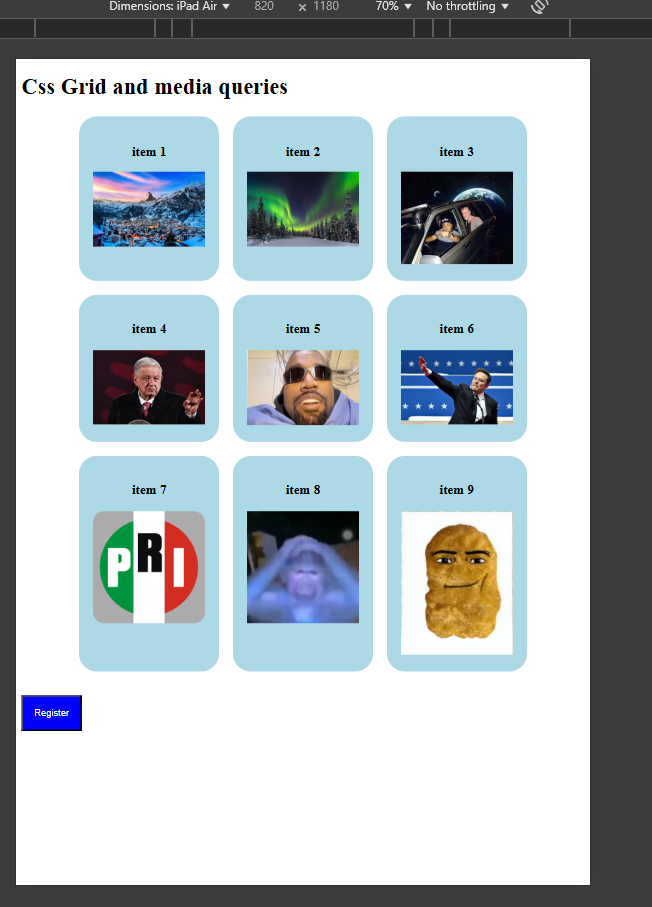 Dimensions: iPad Air ▼ 820 × 1180 70% ▼ No throttling ▼
Css Grid and media queries
item 1 item 2 item 3
item 4 item 5 item 6
item 7 item 8 item 9
PRI
Register